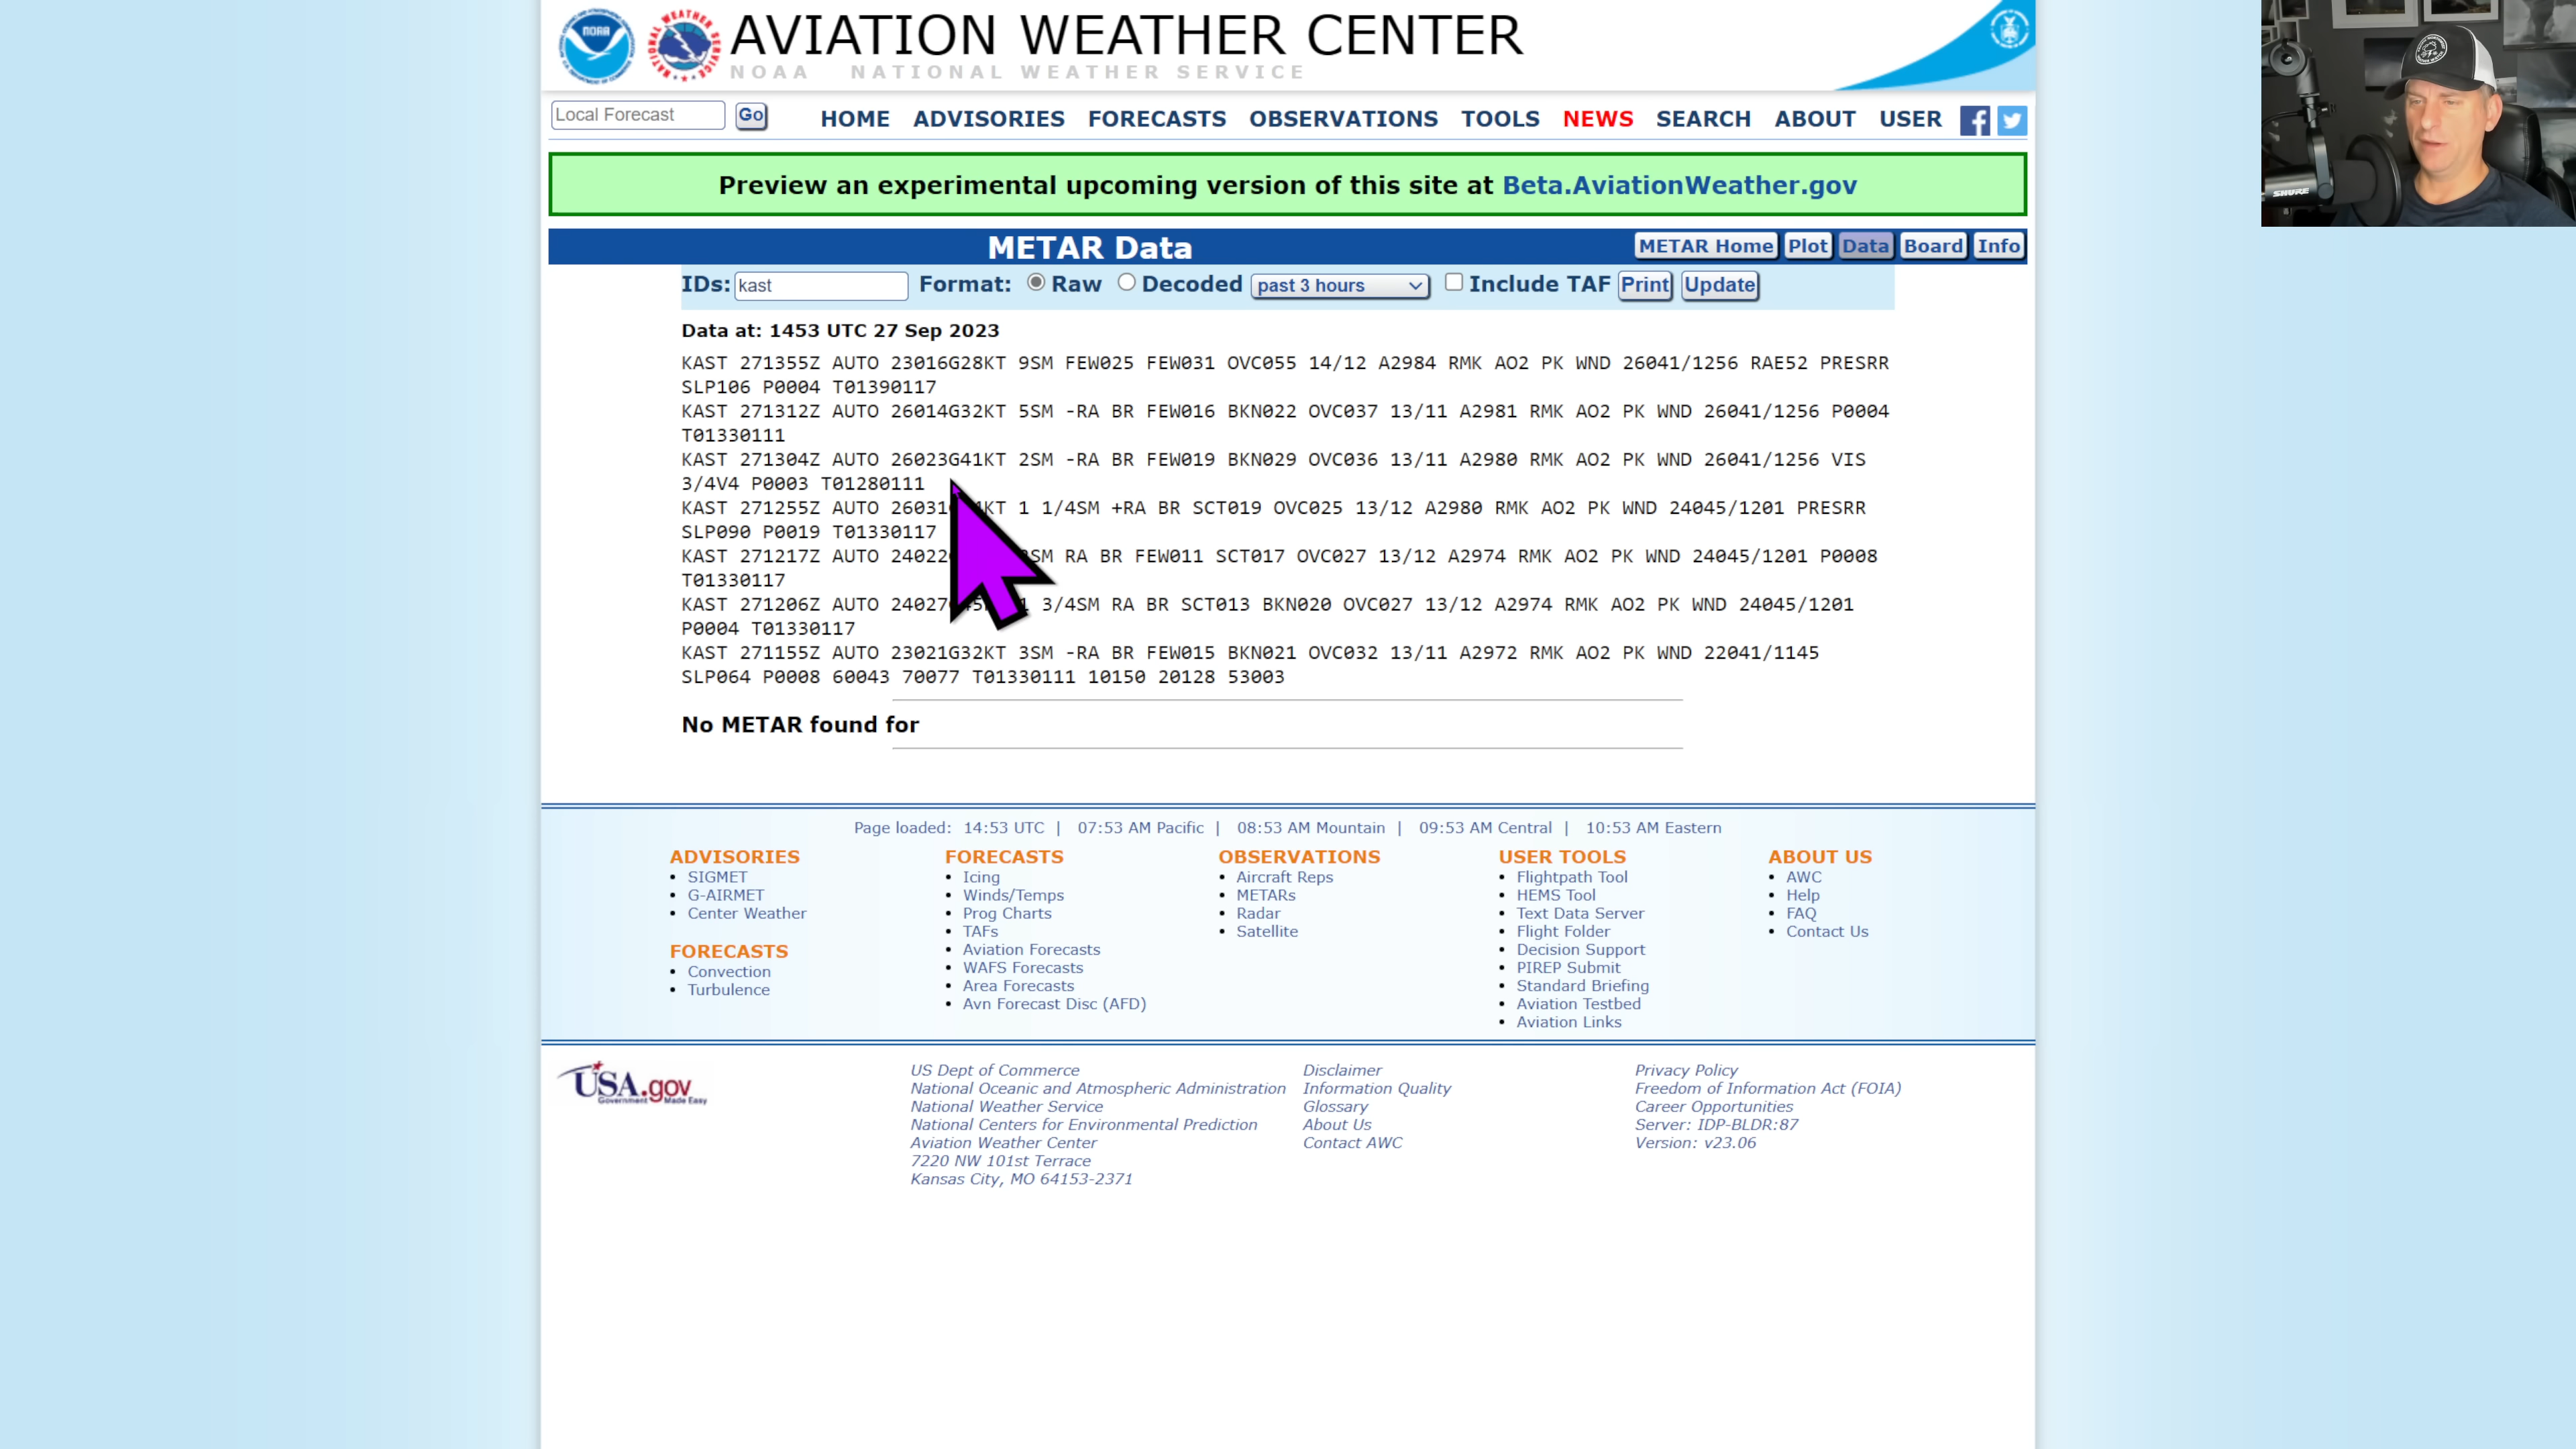 AVIATION WEATHER CENTER
NOAA NATIONAL WEATHER SERVICE
Local Forecast Go HOME ADVISORIES FORECASTS OBSERVATIONS TOOLS NEWS SEARCH ABOUT USER
Preview an experimental upcoming version of this site at Beta.AviationWeather.gov
METAR Data METAR Home Plot Data Board Info
IDs: kast Format: Raw Decoded past 3 hours Include TAF Print Update
Data at: 1453 UTC 27 Sep 2023
KAST 271355Z AUTO 23016G28KT 9SM FEW025 FEW031 OVC055 14/12 A2984 RMK AO2 PK WND 26041/1256 RAE52 PRESRR
SLP106 P0004 T01390117
KAST 271312Z AUTO 26014G32KT 5SM -RA BR FEW016 BKN022 OVC037 13/11 A2981 RMK AO2 PK WND 26041/1256 P0004
T01330111
KAST 271304Z AUTO 26023G41KT 2SM -RA BR FEW019 BKN029 OVC036 13/11 A2980 RMK AO2 PK WND 26041/1256 VIS
3/4V4 P0003 T01280111
KAST 271255Z AUTO 1 1/4SM +RA BR SCT019 OVC025 13/12 A2980 RMK AO2 PK WND 24045/1201 PRESRR
SLP090 P0019 T01330117
KAST 271217Z AUTO RA BR FEW011 SCT017 OVC027 13/12 A2974 RMK AO2 PK WND 24045/1201 P0008
T01330117
KAST 271206Z AUTO 3/4SM RA BR SCT013 BKN020 OVC027 13/12 A2974 RMK AO2 PK WND 24045/1201
P0004 T01330117
KAST 271155Z AUTO 23021G32KT 3SM -RA BR FEW015 BKN021 OVC032 13/11 A2972 RMK AO2 PK WND 22041/1145
SLP064 P0008 60043 70077 T01330111 10150 20128 53003
No METAR found for
Page loaded: 14:53 UTC | 07:53 AM Pacific | 08:53 AM Mountain | 09:53 AM Central | 10:53 AM Eastern
ADVISORIES
SIGMET
G-AIRMET
Center Weather
FORECASTS
Convection
Turbulence
FORECASTS
Icing
Winds/Temps
Prog Charts
TAFs
Aviation Forecasts
WAFS Forecasts
Area Forecasts
Avn Forecast Disc (AFD)
OBSERVATIONS
Aircraft Reps
METARs
Radar
Satellite
USER TOOLS
Flightpath Tool
HEMS Tool
Text Data Server
Flight Folder
Decision Support
PIREP Submit
Standard Briefing
Aviation Testbed
Aviation Links
ABOUT US
AWC
Help
FAQ
Contact Us
USA.gov
Government Made Easy
US Dept of Commerce
National Oceanic and Atmospheric Administration
National Weather Service
National Centers for Environmental Prediction
Aviation Weather Center
7220 NW 101st Terrace
Kansas City, MO 64153-2371
Disclaimer
Information Quality
Glossary
About Us
Contact AWC
Privacy Policy
Freedom of Information Act (FOIA)
Career Opportunities
Server: IDP-BLDR:87
Version: v23.06
NOAA
SHURE